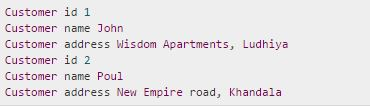 Customer id 1
Customer name John
Customer address Wisdom Apartments, Ludhiya
Customer id 2
Customer name Poul
Customer address New Empire road, Khandala